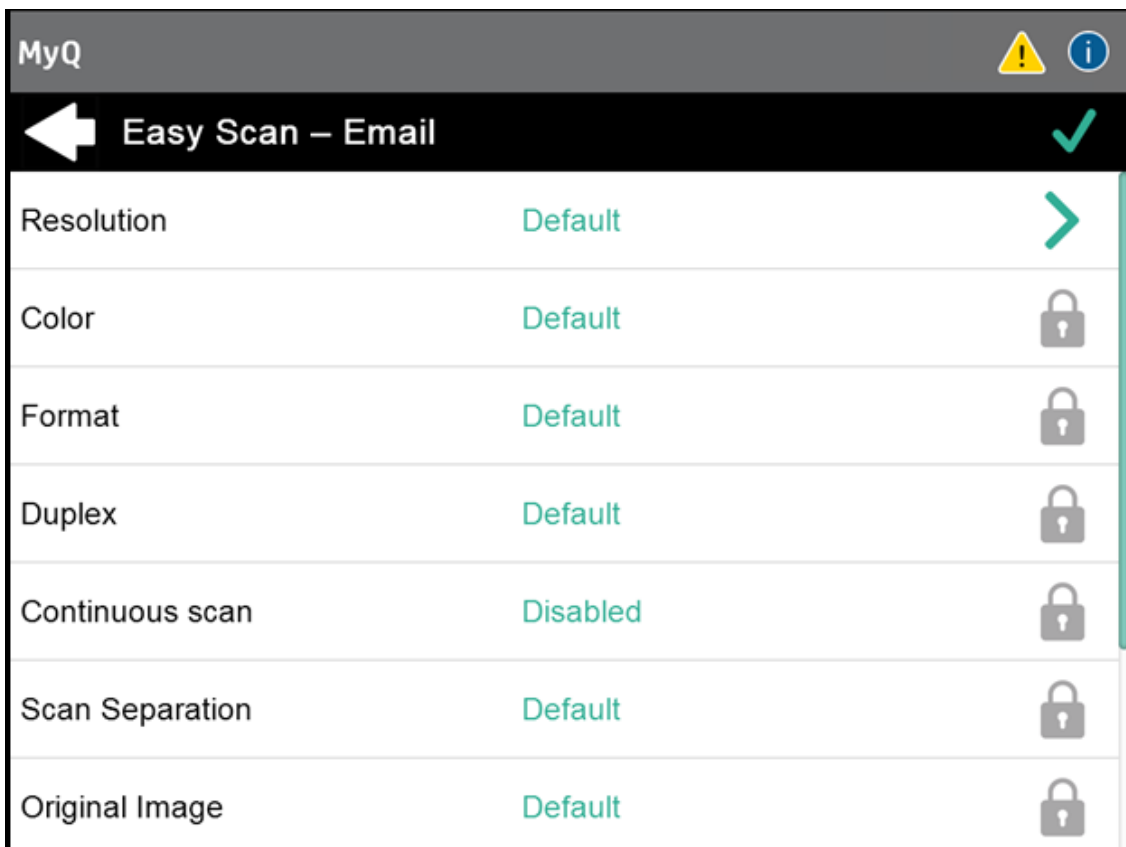 MyQ
Easy Scan – Email
Resolution Default
Color Default
Format Default
Duplex Default
Continuous scan Disabled
Scan Separation Default
Original Image Default